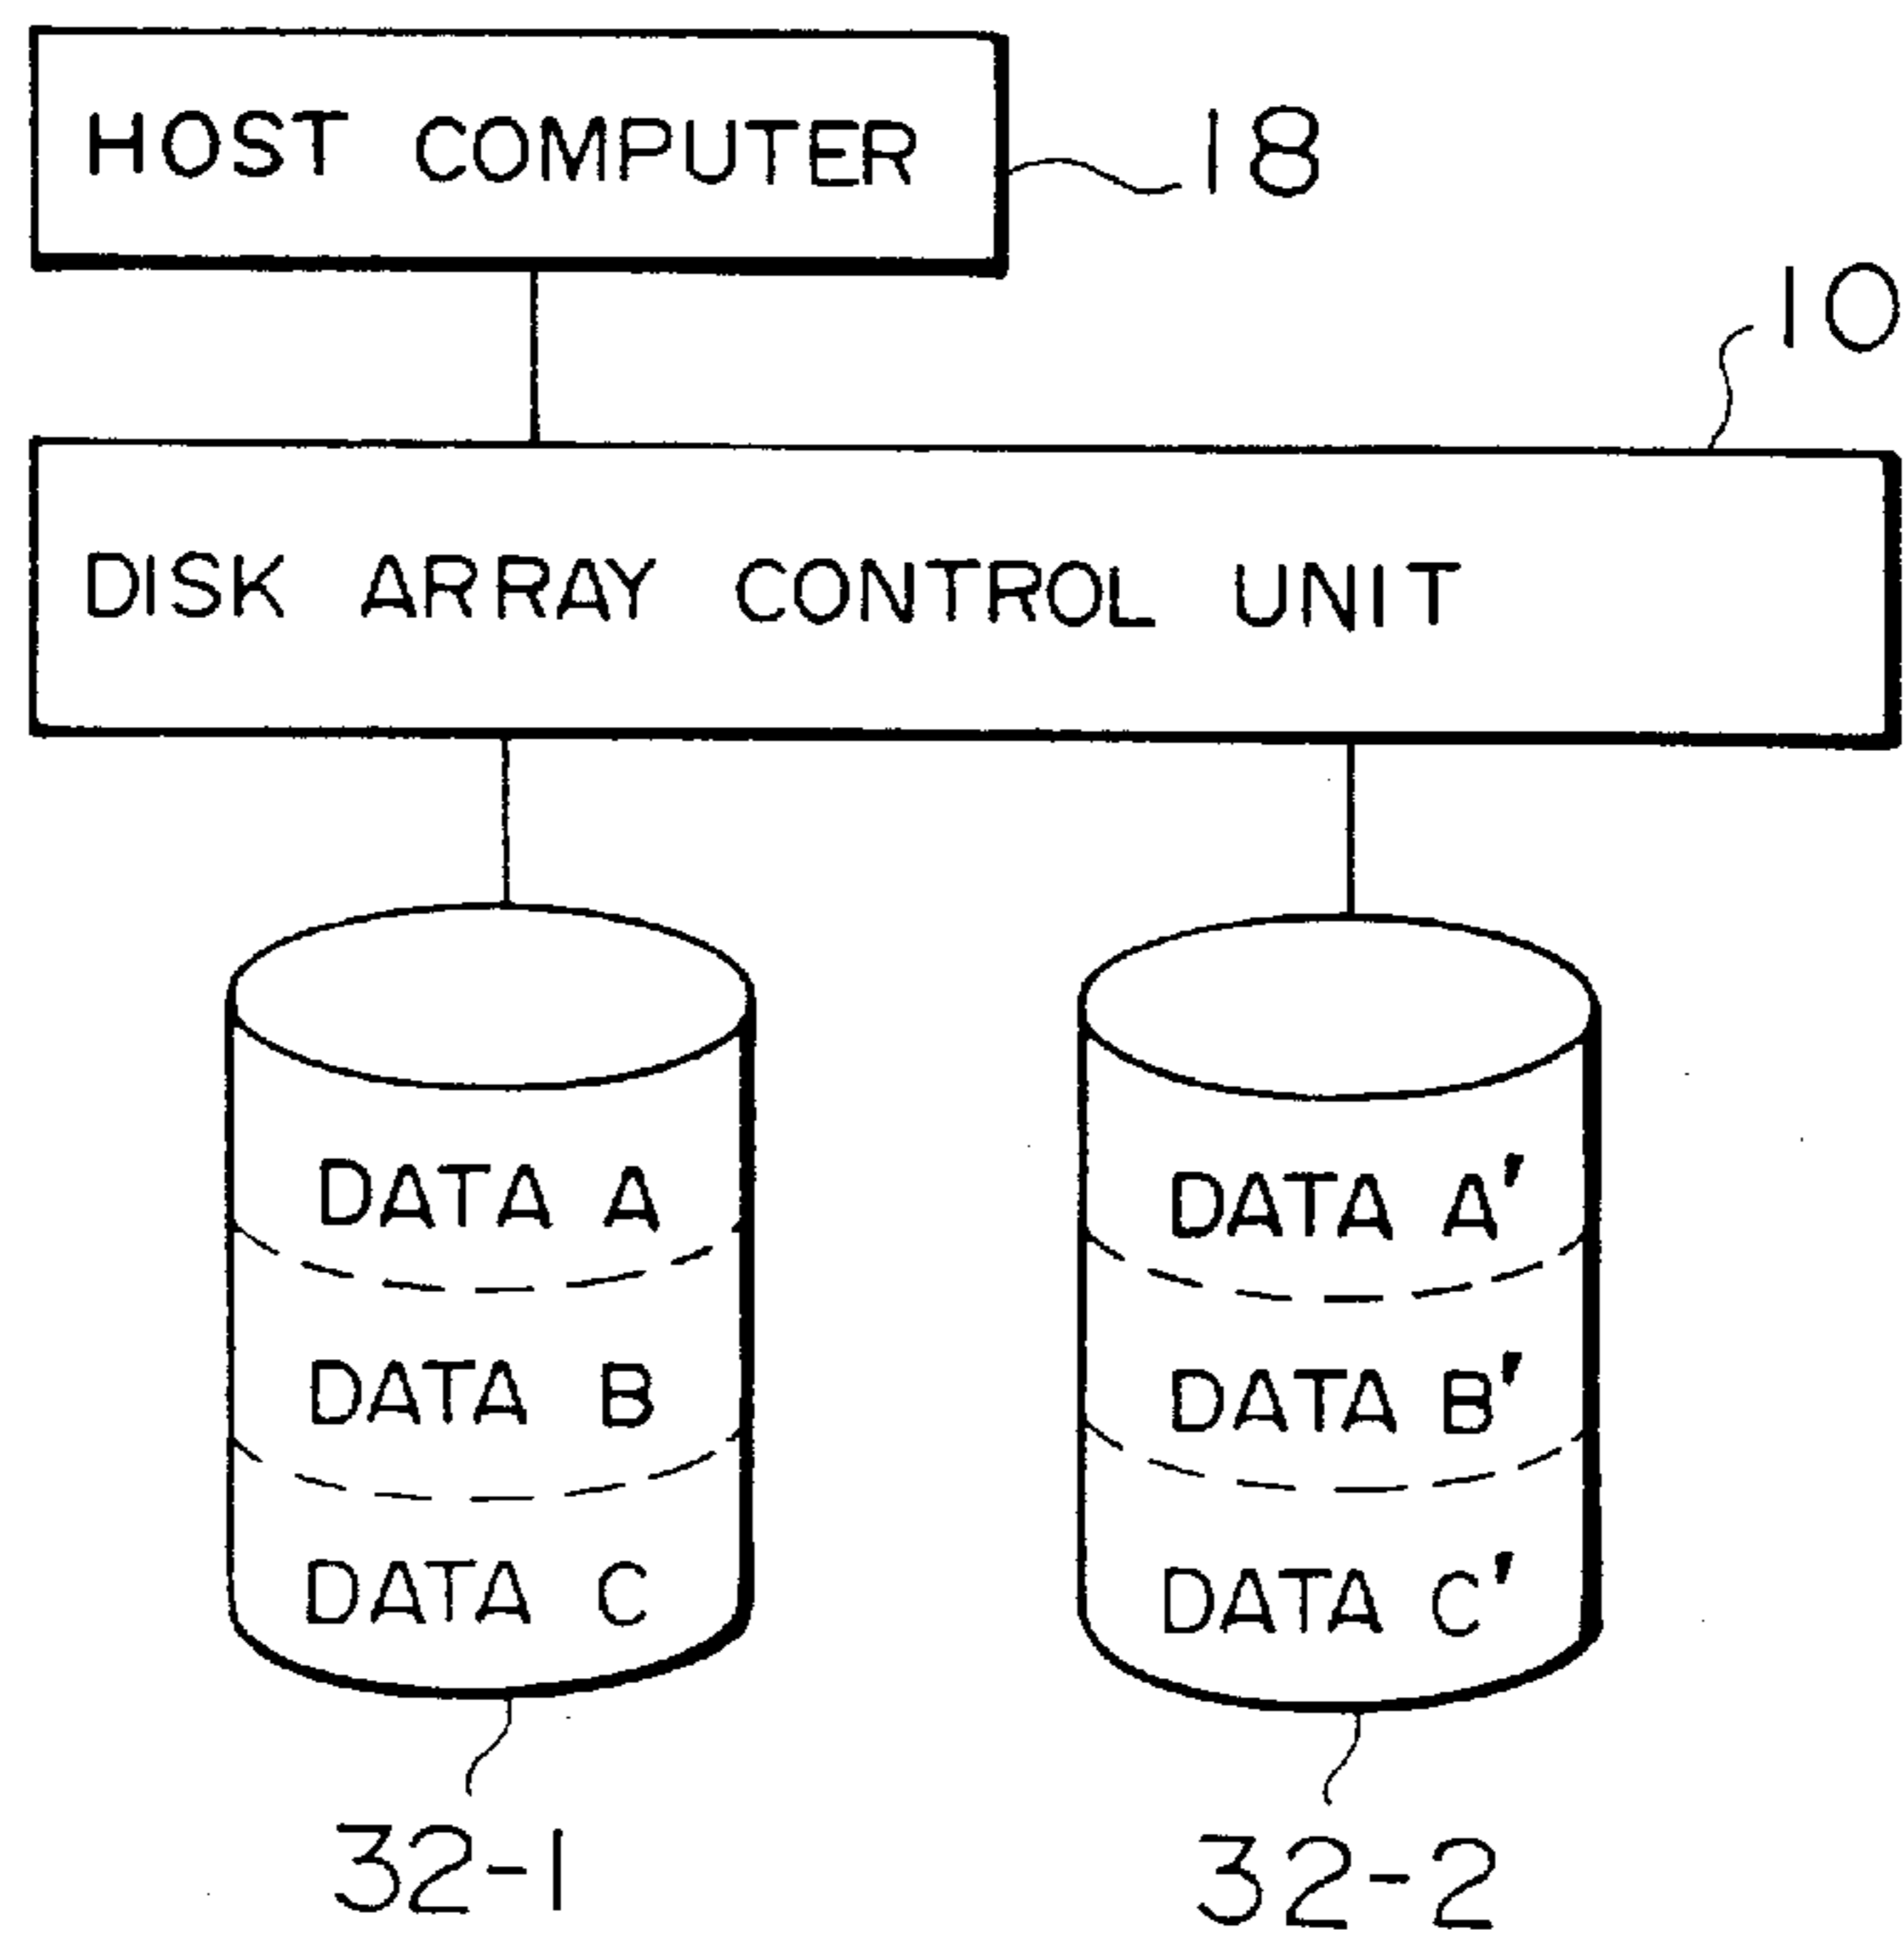 HOST COMPUTER
18
10
DISK ARRAY CONTROL UNIT
DATA A
DATA B
DATA C
DATA A'
DATA B'
DATA C'
32-1
32-2